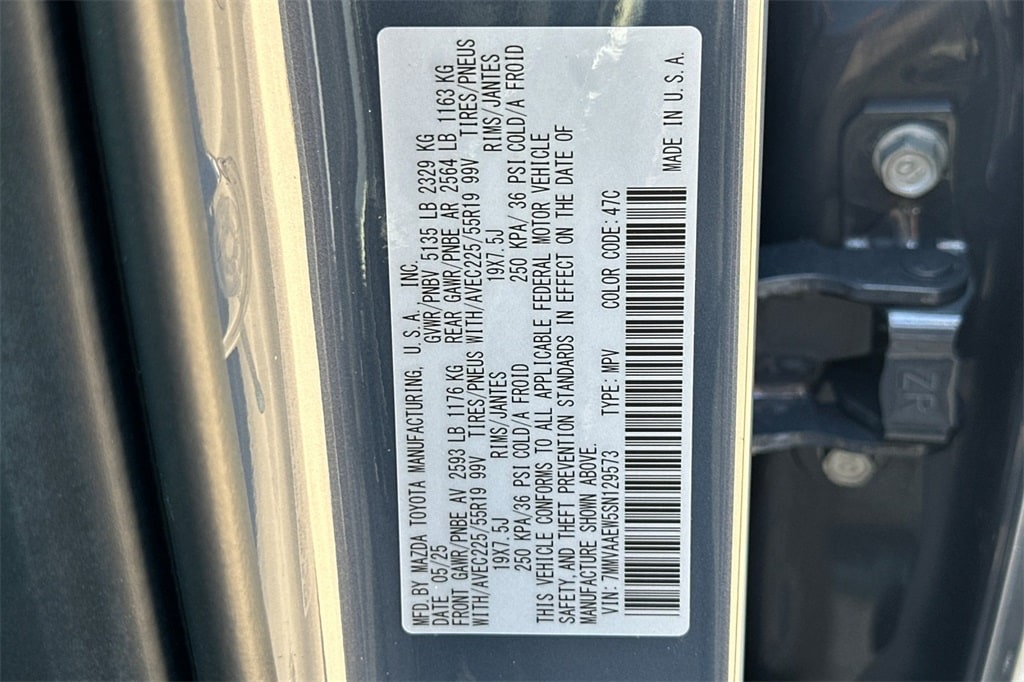 MFD. BY MAZDA TOYOTA MANUFACTURING, U. S. A., INC.
DATE 05/25 GVWR/PNBV 5135 LB 2329 KG
FRONT GAWR/PNBE AV 2593 LB 1176 KG REAR GAWR/PNBE AR 2564 LB 1163 KG
WITH/AVEC225/55R19 99V TIRES/PNEUS WITH/AVEC225/55R19 99V TIRES/PNEUS
19X7.5J RIMS/JANTES 19X7.5J RIMS/JANTES
250 KPA/36 PSI COLD/A FROID 250 KPA/ 36 PSI COLD/A FROID
THIS VEHICLE CONFORMS TO ALL APPLICABLE FEDERAL MOTOR VEHICLE
SAFETY, AND THEFT PREVENTION STANDARDS IN EFFECT ON THE DATE OF
MANUFACTURE SHOWN ABOVE.
VIN: 7MMVAAEW5SN129573 TYPE: MPV COLOR CODE: 47C
MADE IN U. S. A.
ZR